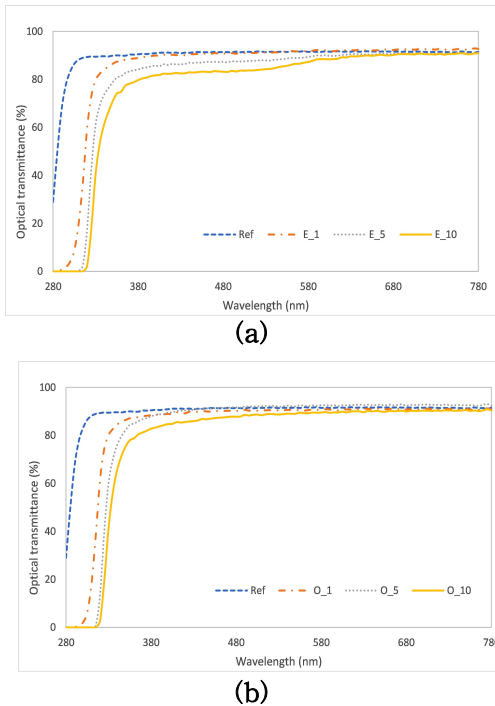 100
80
60
40
20
0
Optical transmittance (%)
Ref E_1 E_5 E_10
280 380 480 580 680 780
Wavelength (nm)
(a)
100
80
60
40
20
0
Optical transmittance (%)
Ref O_1 O_5 O_10
280 380 480 580 680 780
Wavelength (nm)
(b)